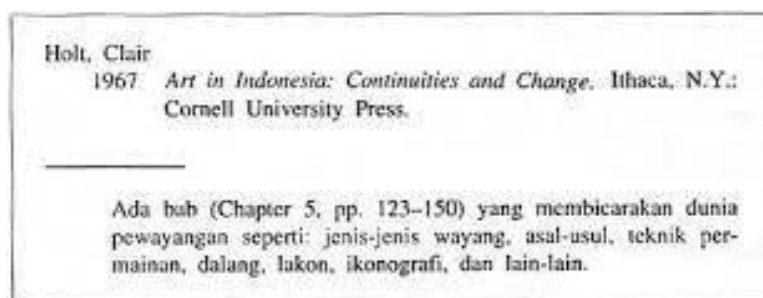 Holt, Clair
1967 Art in Indonesia: Continuities and Change. Ithaca, N.Y.:
Cornell University Press.
Ada bab (Chapter 5, pp. 123–150) yang membicarakan dunia
pewayangan seperti: jenis-jenis wayang, asal-usul, teknik per-
mainan, dalang, lakon, ikonografi, dan lain-lain.